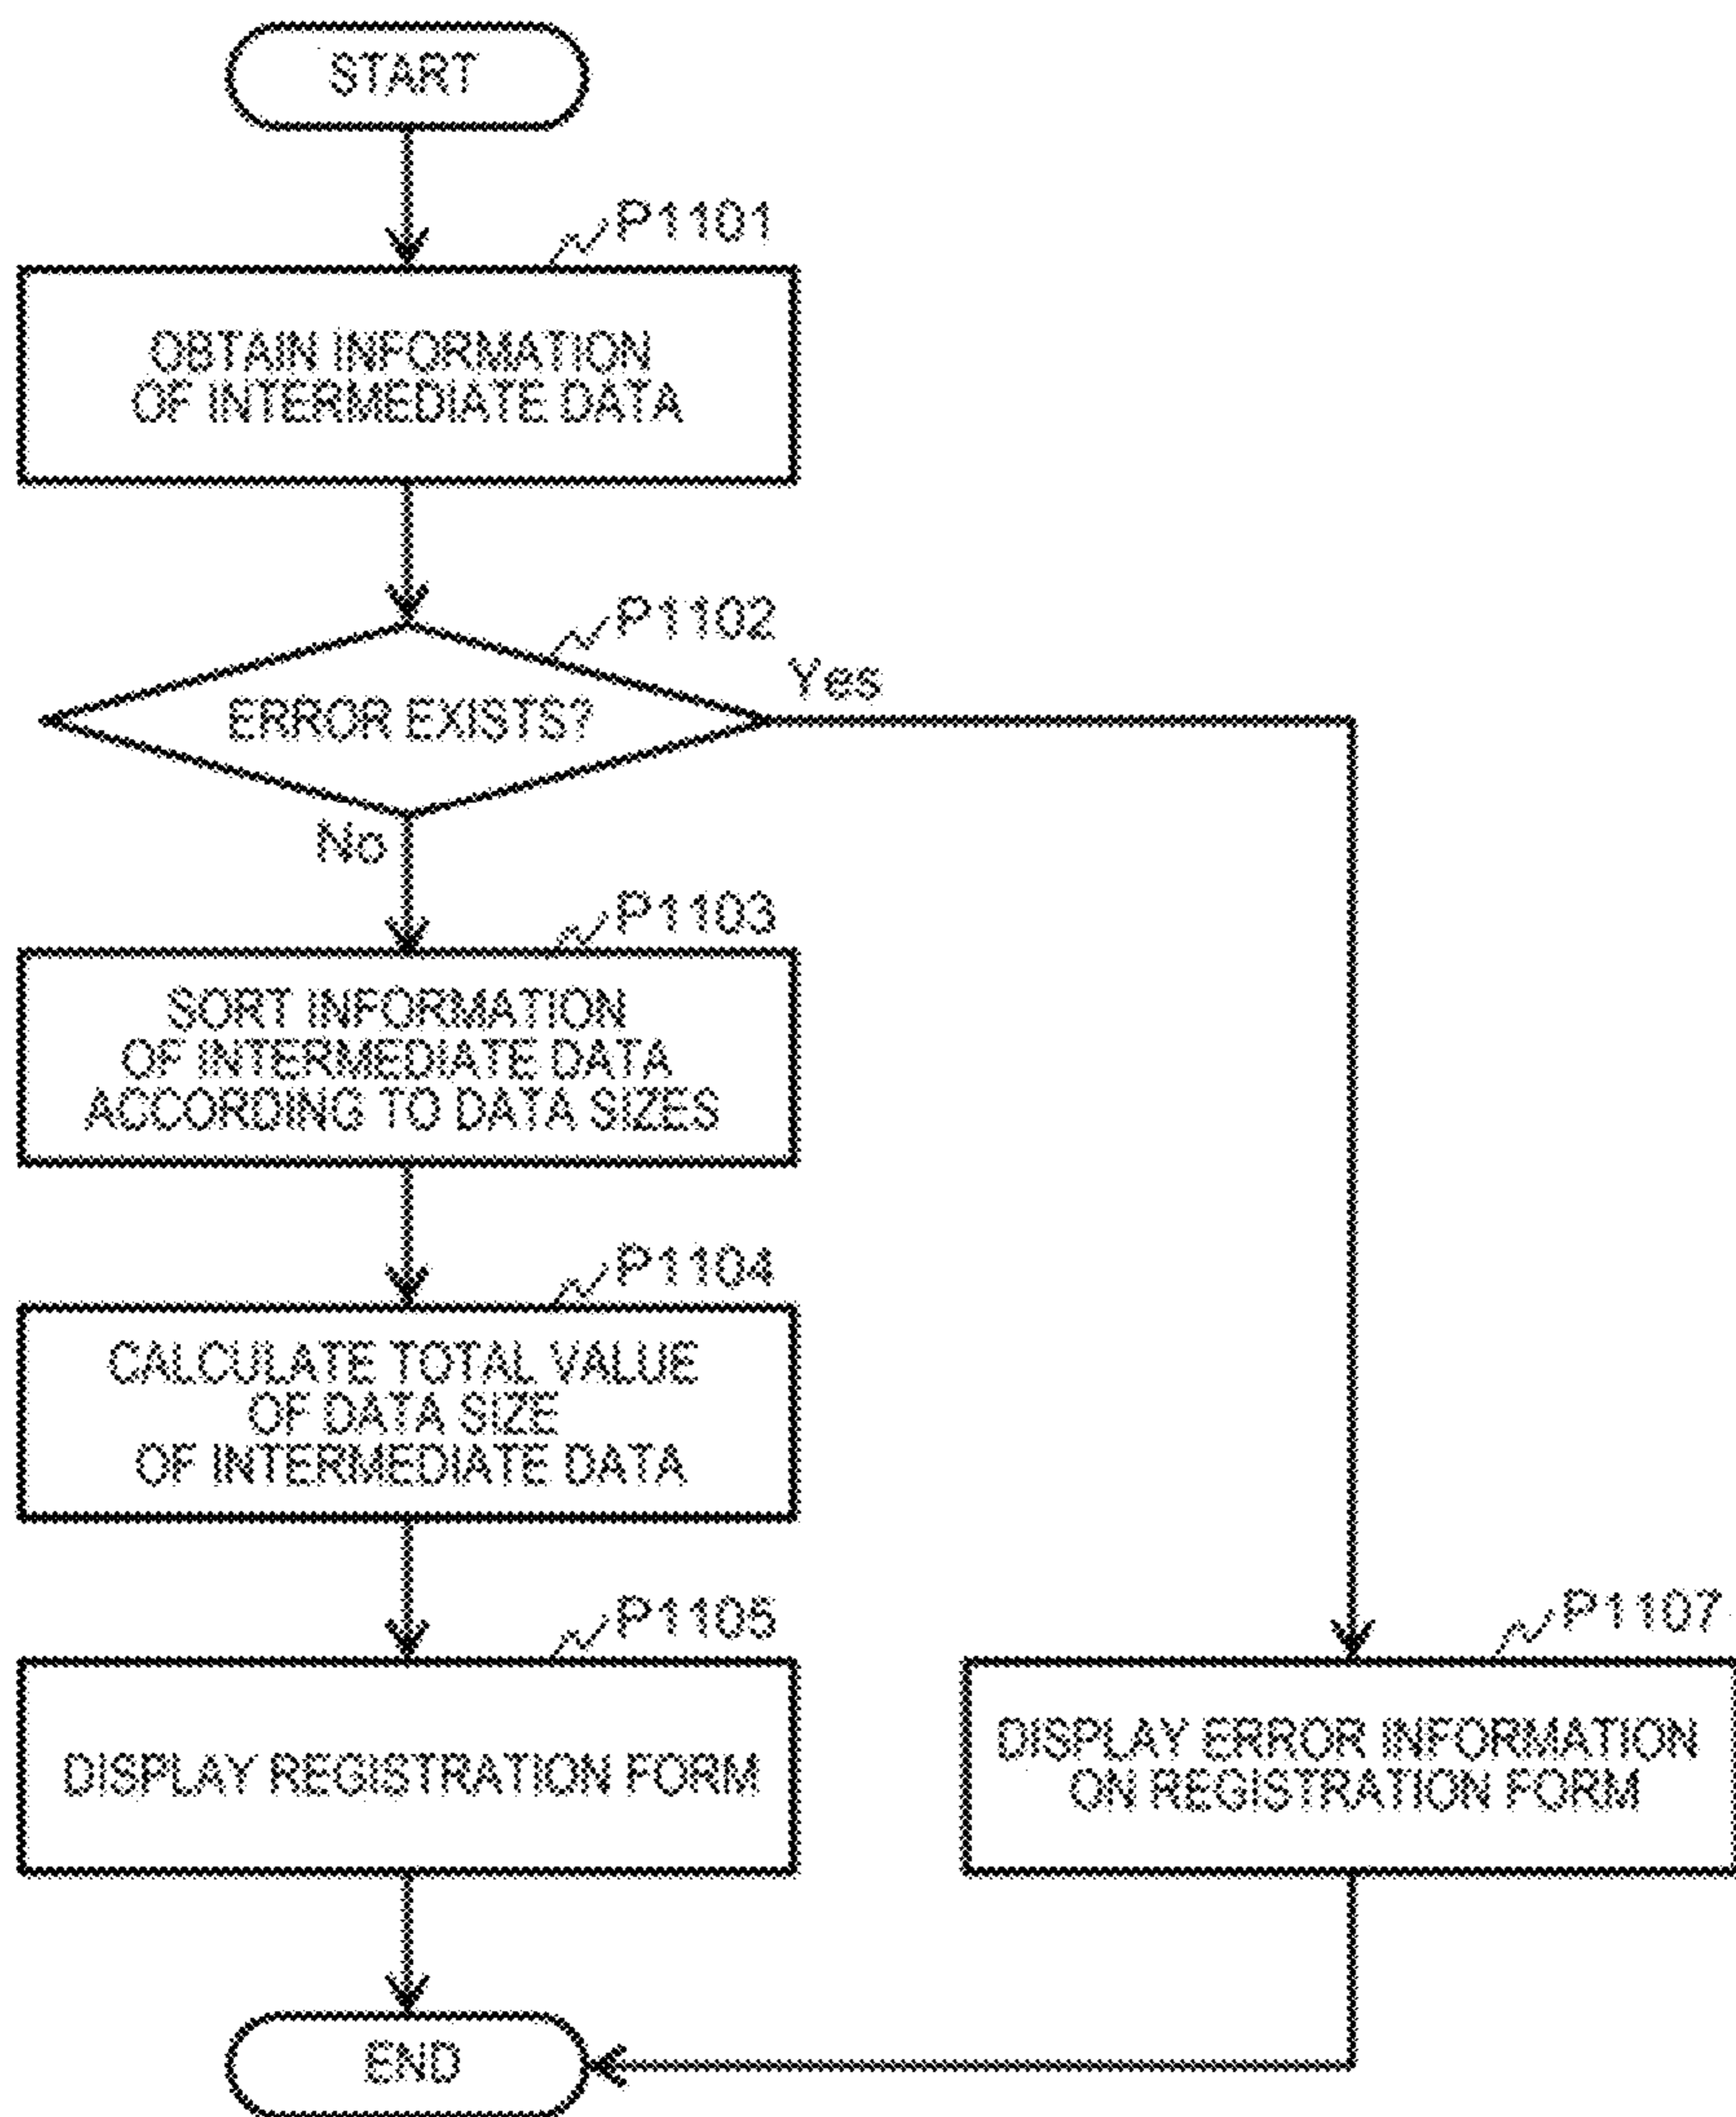 START
P1101
OBTAIN INFORMATION
OF INTERMEDIATE DATA
P1102
ERROR EXISTS?
Yes
No
P1103
SORT INFORMATION
OF INTERMEDIATE DATA
ACCORDING TO DATA SIZES
P1104
CALCULATE TOTAL VALUE
OF DATA SIZE
OF INTERMEDIATE DATA
P1105
DISPLAY REGISTRATION FORM
P1107
DISPLAY ERROR INFORMATION
ON REGISTRATION FORM
END